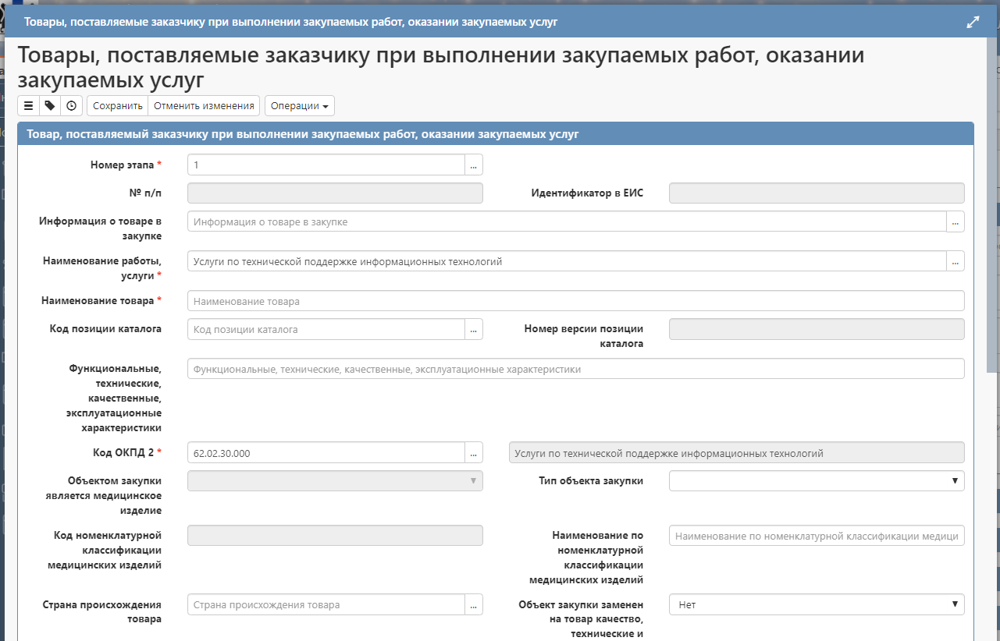 Товары, поставляемые заказчику при выполнении закупаемых работ, оказании закупаемых услуг
Товары, поставляемые заказчику при выполнении закупаемых работ, оказании
закупаемых услуг
Сохранить Отменить изменения Операции
Товар, поставляемый заказчику при выполнении закупаемых работ, оказании закупаемых услуг
Номер этапа * 1 ...
№ п/п Идентификатор в ЕИС
Информация о товаре в
закупке
Информация о товаре в закупке ...
Наименование работы,
услуги *
Услуги по технической поддержке информационных технологий ...
Наименование товара * Наименование товара
Код позиции каталога Код позиции каталога ...
Номер версии позиции
каталога
Функциональные,
технические,
качественные,
эксплуатационные
характеристики
Функциональные, технические, качественные, эксплуатационные характеристики
Код ОКПД 2 * 62.02.30.000 ... Услуги по технической поддержке информационных технологий
Объектом закупки
является медицинское
изделие
Тип объекта закупки
Код номенклатурной
классификации
медицинских изделий
Наименование по
номенклатурной
классификации
медицинских изделий
Наименование по номенклатурной классификации медици
Страна происхождения
товара
Страна происхождения товара ...
Объект закупки заменен
на товар качество,
технические и
Нет